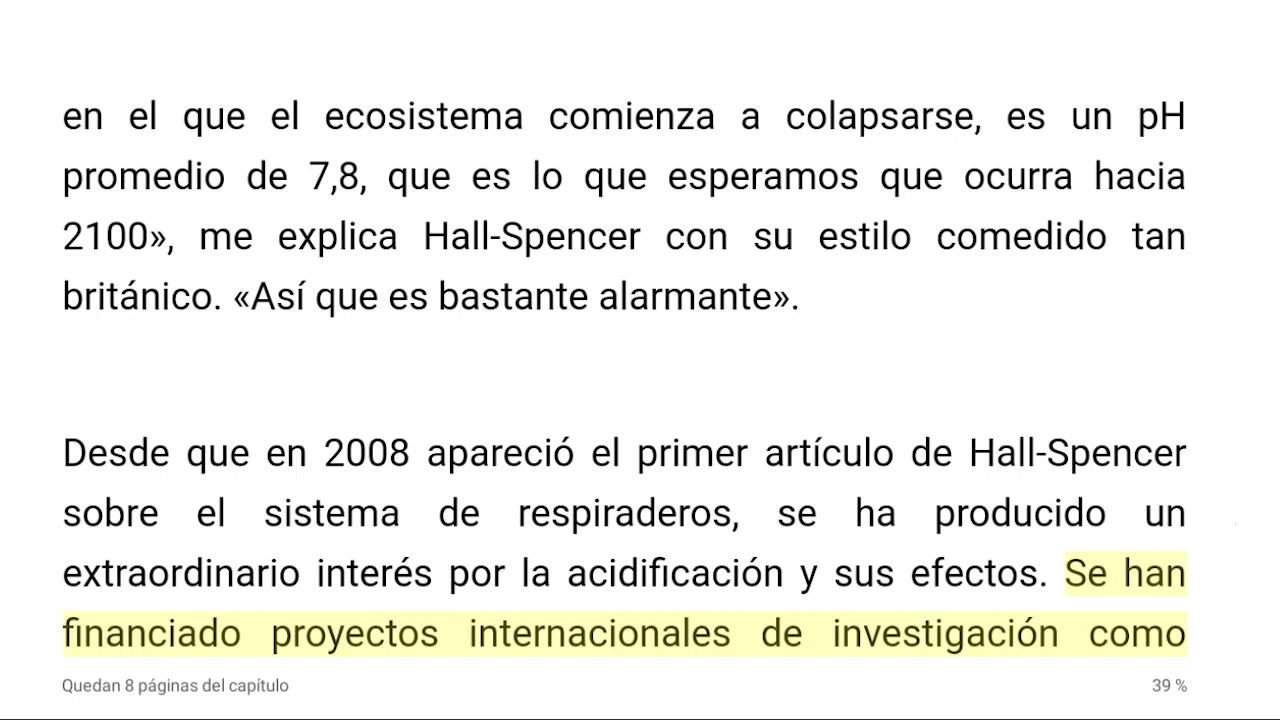 en el que el ecosistema comienza a colapsarse, es un pH
promedio de 7,8, que es lo que esperamos que ocurra hacia
2100», me explica Hall-Spencer con su estilo comedido tan
británico. «Así que es bastante alarmante».
Desde que en 2008 apareció el primer artículo de Hall-Spencer
sobre el sistema de respiraderos, se ha producido un
extraordinario interés por la acidificación y sus efectos. Se han
financiado proyectos internacionales de investigación como
Quedan 8 páginas del capítulo
39 %